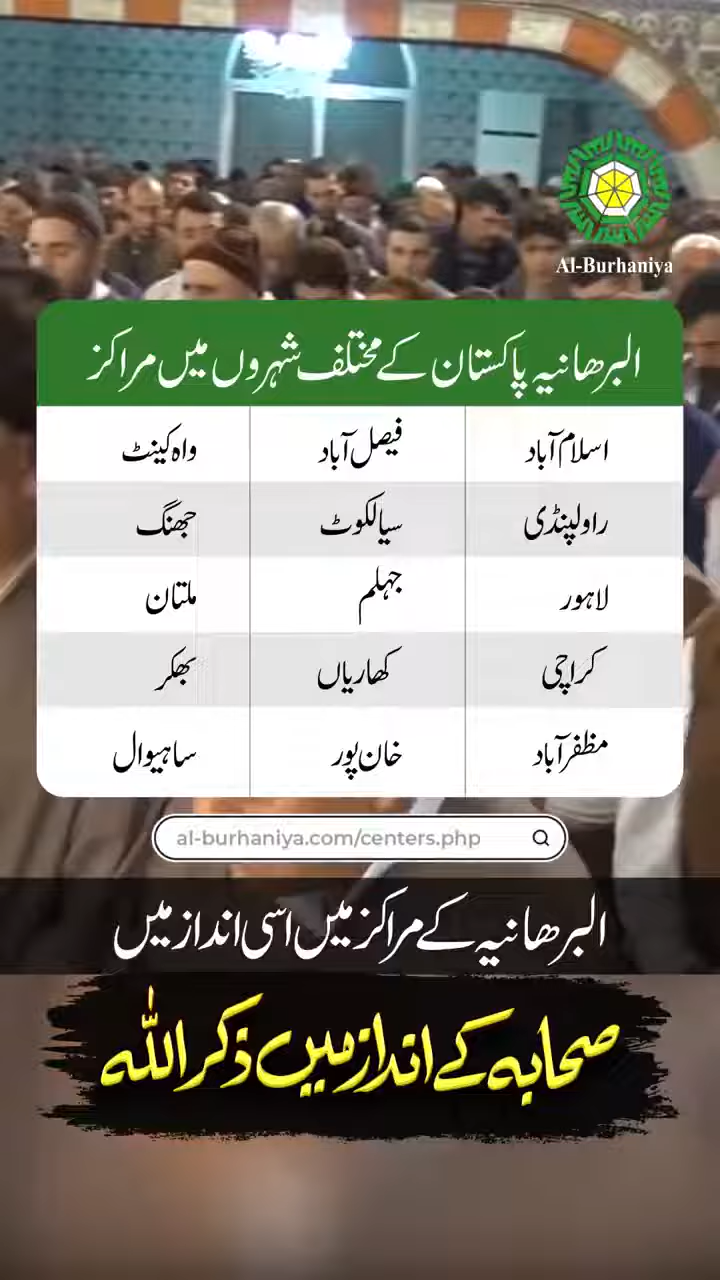 Al-Burhaniya
البرھانیہ پاکستان کے مختلف شہروں میں مراکز
اسلام آباد فیصل آباد واہ کینٹ
راولپنڈی سیالکوٹ جھنگ
لاہور جہلم ملتان
کراچی کھاریاں بھکر
مظفرآباد خان پور ساہیوال
al-burhaniya.com/centers.php
البرھانیہ کے مراکز میں اسی انداز میں
صحابہ کے انداز میں ذکر اللہ